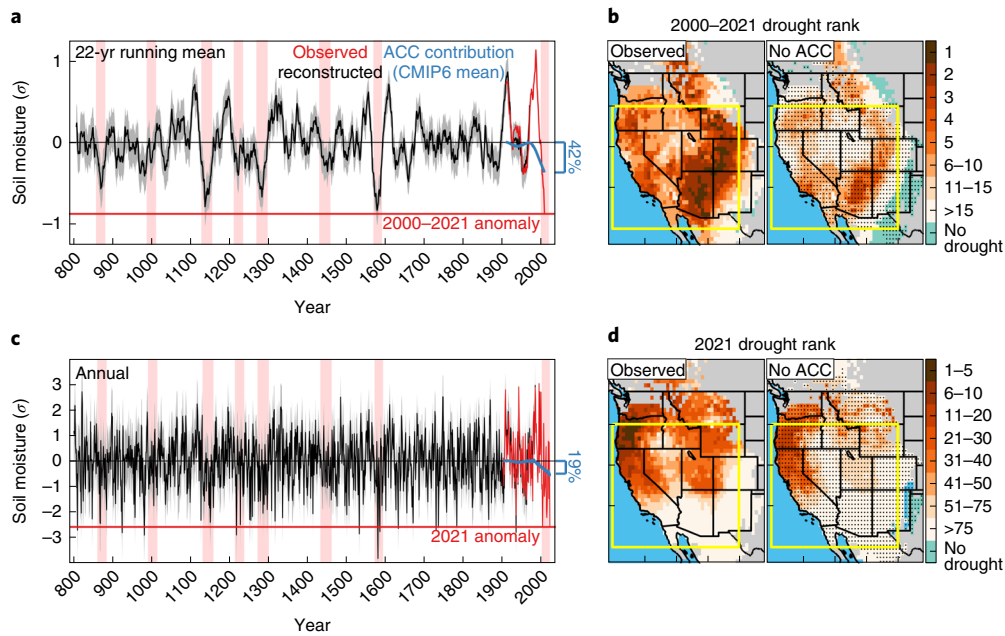 a
22-yr running mean
Observed
reconstructed
ACC contribution
(CMIP6 mean)
Soil moisture (σ)
1
0
−1
42%
2000–2021 anomaly
800
900
1000
1100
1200
1300
1400
1500
1600
1700
1800
1900
2000
Year
b
2000–2021 drought rank
Observed
No ACC
1
2
3
4
5
6–10
11–15
>15
No
drought
c
Annual
Soil moisture (σ)
3
2
1
0
−1
−2
−3
19%
2021 anomaly
800
900
1000
1100
1200
1300
1400
1500
1600
1700
1800
1900
2000
Year
d
2021 drought rank
Observed
No ACC
1–5
6–10
11–20
21–30
31–40
41–50
51–75
>75
No
drought